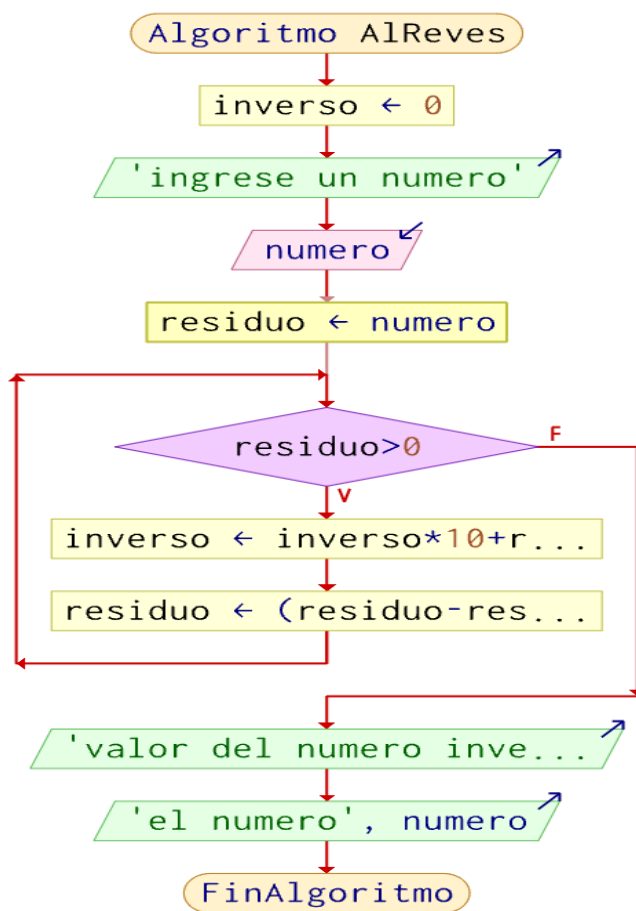 Algoritmo AlReves
inverso ← 0
'ingrese un numero'
numero
residuo ← numero
residuo>0
F
V
inverso ← inverso*10+r...
residuo ← (residuo-res...
'valor del numero inve...
'el numero', numero
FinAlgoritmo